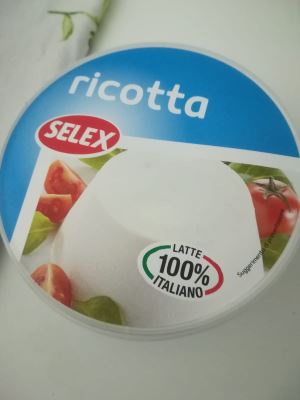 ricotta
SELEX
LATTE
100%
ITALIANO